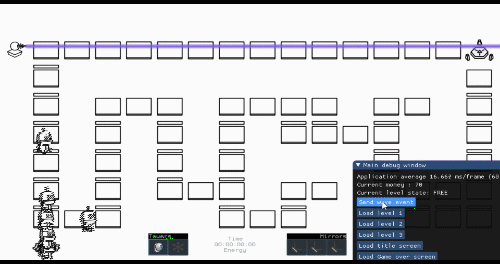 Main debug window
Application average 16.667 ms/frame (60
Current money : 70
Current level state: FREE
Send wave event
Load level 1
Load level 2
Load level 3
Load title screen
Load Game over screen
Towers
Time
00:00:00:00
Energy
Mirrors